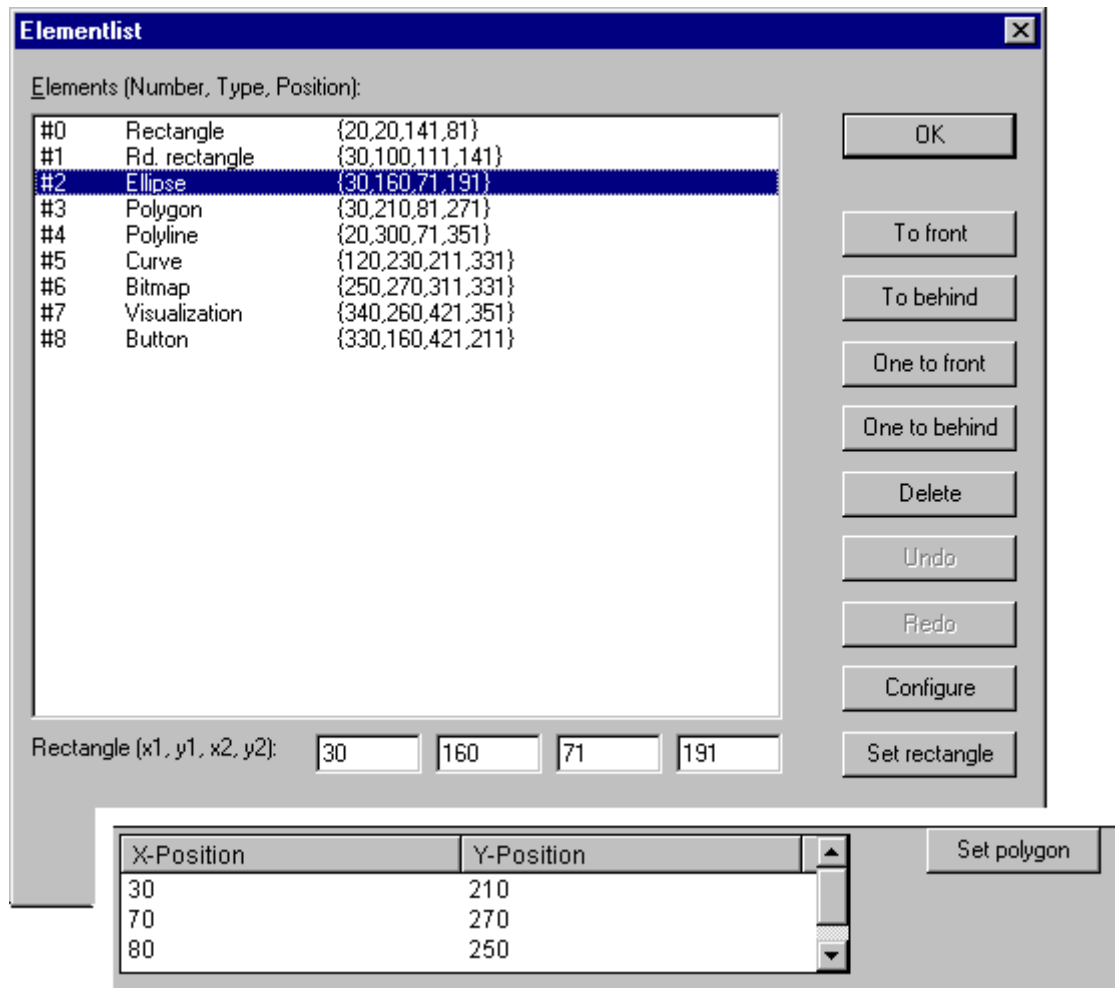 Elementlist
Elements (Number, Type, Position):
#0 Rectangle {20,20,141,81}
#1 Rd. rectangle {30,100,111,141}
#2 Ellipse {30,160,71,191}
#3 Polygon {30,210,81,271}
#4 Polyline {20,300,71,351}
#5 Curve {120,230,211,331}
#6 Bitmap {250,270,311,331}
#7 Visualization {340,260,421,351}
#8 Button {330,160,421,211}
OK
To front
To behind
One to front
One to behind
Delete
Undo
Redo
Configure
Rectangle (x1, y1, x2, y2): 30 160 71 191
Set rectangle
X-Position Y-Position
30 210
70 270
80 250
Set polygon